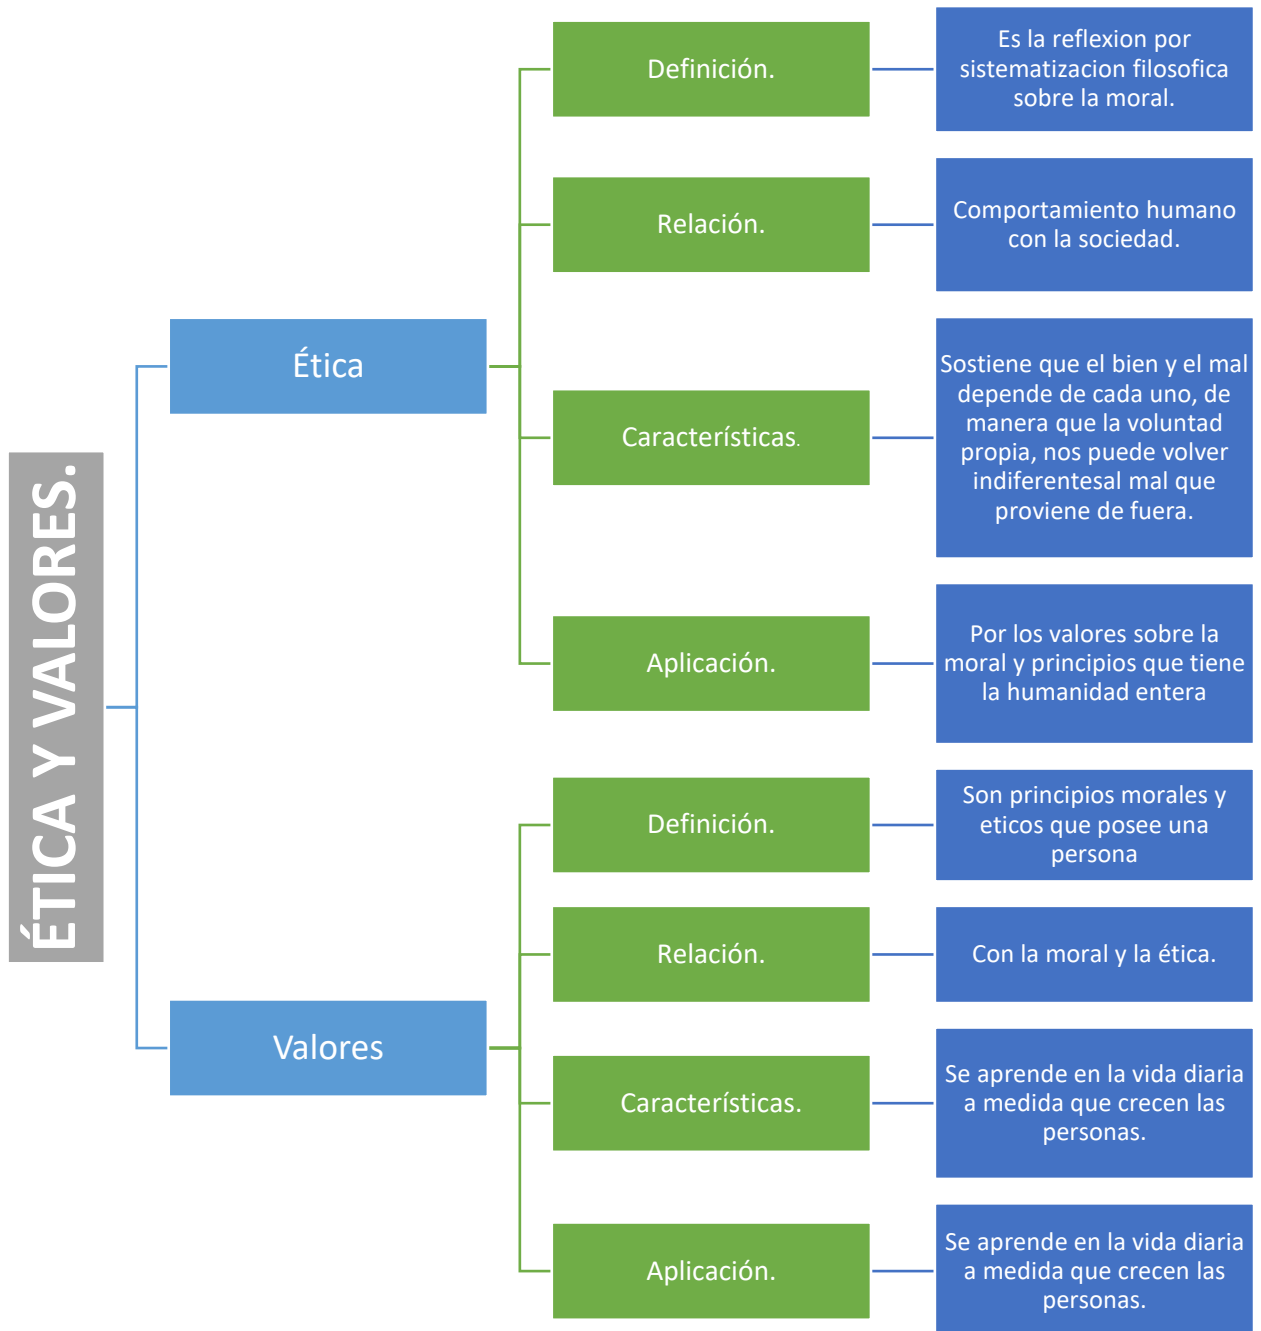 ÉTICA Y VALORES.
Ética
Definición.
Es la reflexion por
sistematizacion filosofica
sobre la moral.
Relación.
Comportamiento humano
con la sociedad.
Características.
Sostiene que el bien y el mal
depende de cada uno, de
manera que la voluntad
propia, nos puede volver
indiferentesal mal que
proviene de fuera.
Aplicación.
Por los valores sobre la
moral y principios que tiene
la humanidad entera
Valores
Definición.
Son principios morales y
eticos que posee una
persona
Relación.
Con la moral y la ética.
Características.
Se aprende en la vida diaria
a medida que crecen las
personas.
Aplicación.
Se aprende en la vida diaria
a medida que crecen las
personas.